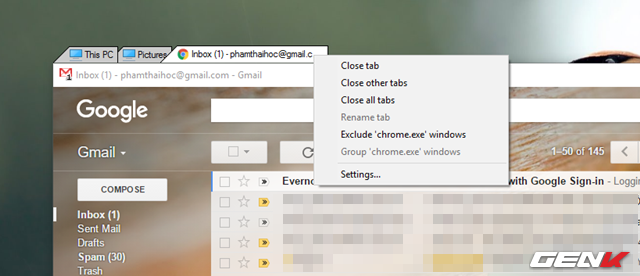 This PC
Pictures
Inbox (1) - phamthaihoc@gmail.c
Inbox (1) - phamthaihoc@gmail.com - Gmail
Close tab
Close other tabs
Close all tabs
Rename tab
Exclude 'chrome.exe' windows
Group 'chrome.exe' windows
Settings...
Google
Gmail
1–50 of 145
COMPOSE
Everno
with Google Sign-in - Loggin
Inbox (1)
Sent Mail
Drafts
Spam (30)
Trash
GENK